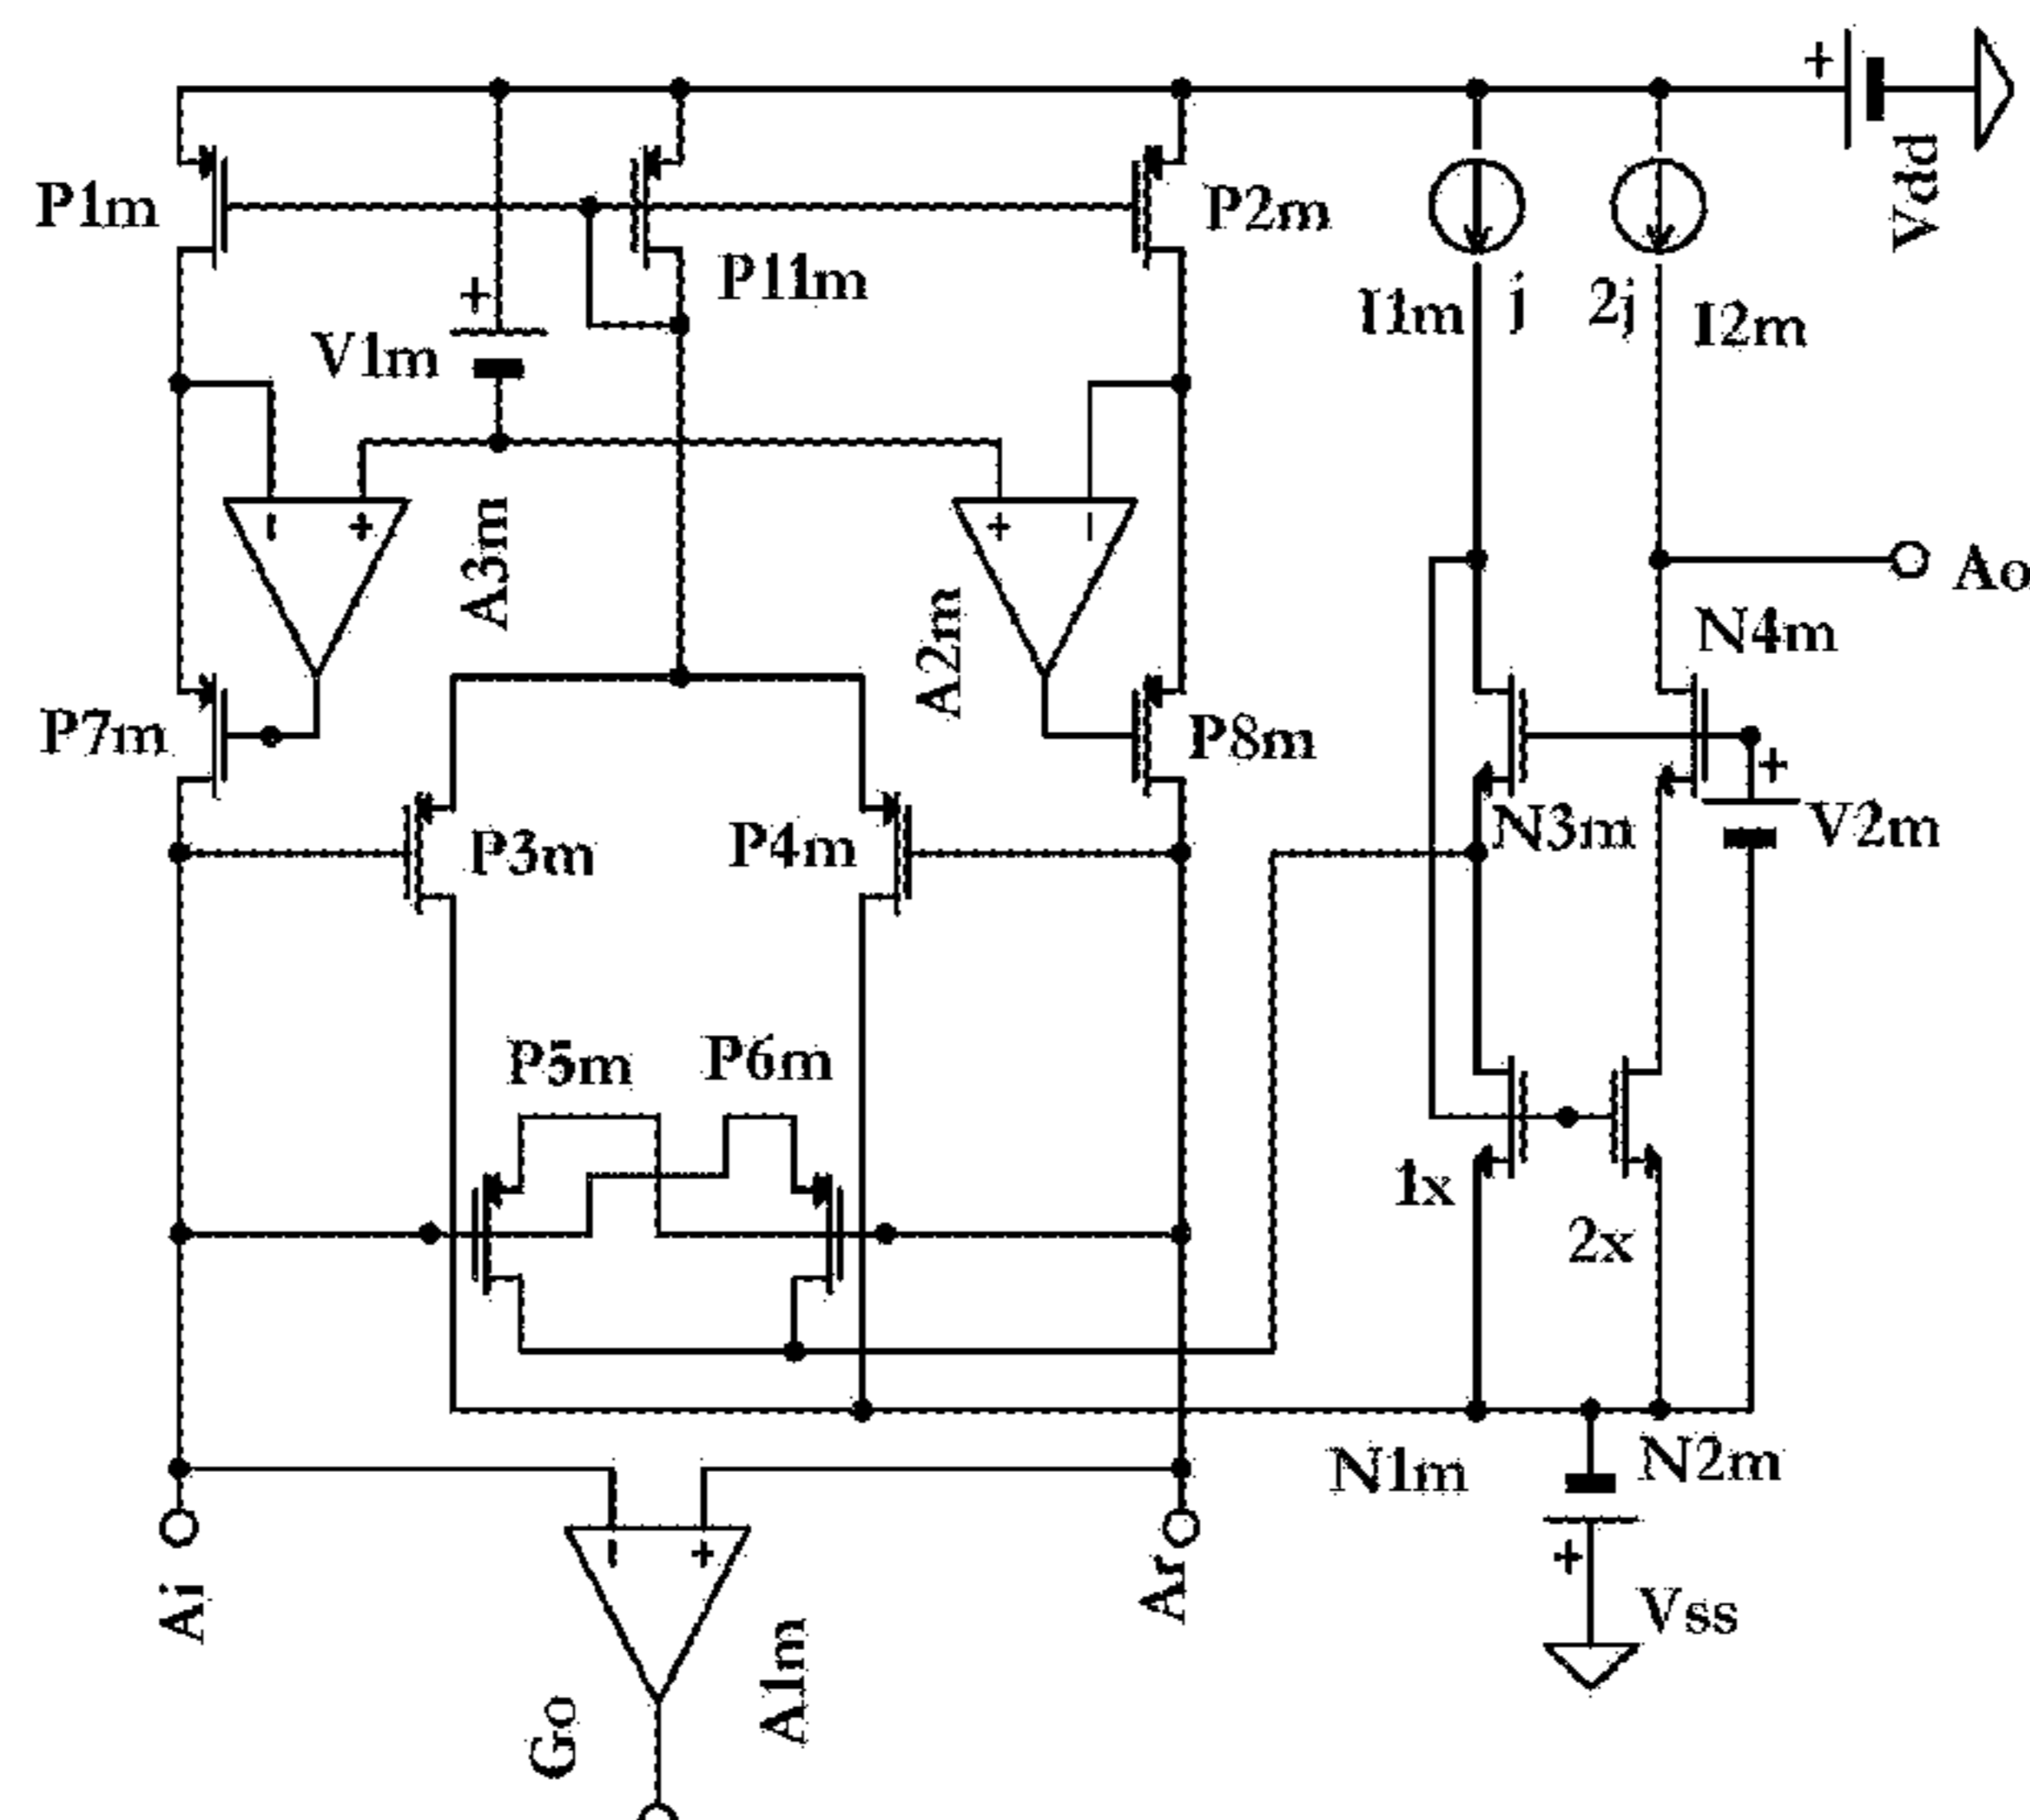 +
Vdd
P1m
P11m
P2m
I1m
j
2j
I2m
+
V1m
- +
A3m
+ -
A2m
Ao
N4m
P7m
P8m
+
V2m
N3m
P3m
P4m
P5m
P6m
1x
2x
N1m
N2m
+
Vss
Ai
- +
Ar
A1m
Go